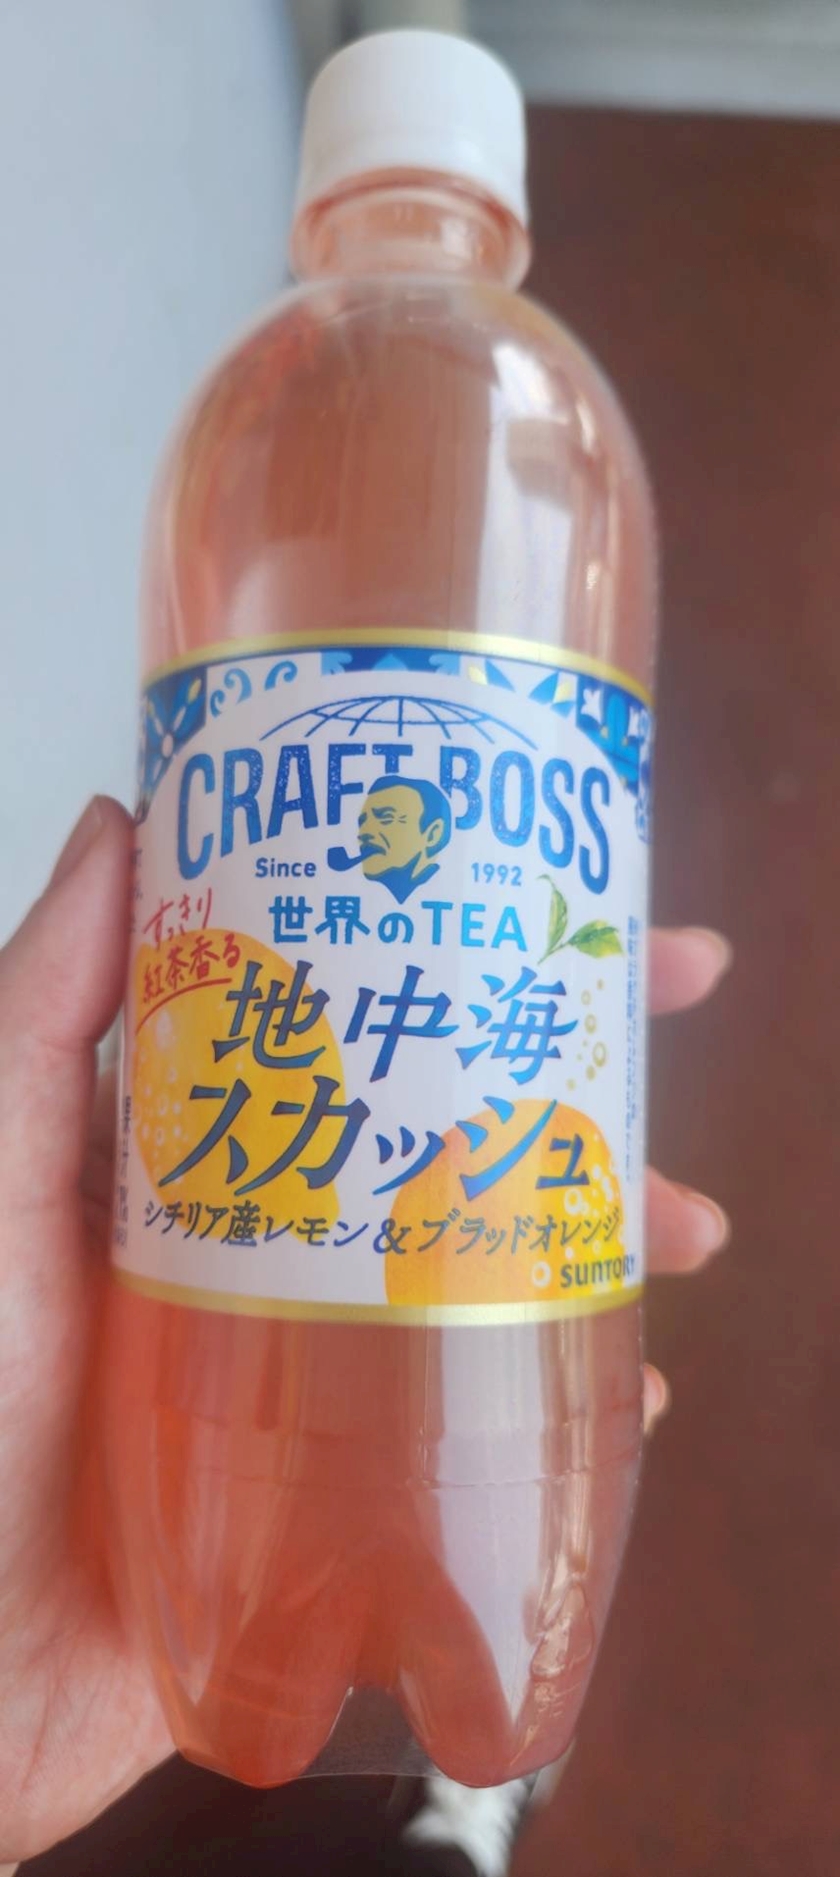 CRAFT BOSS
Since 1992
世界のTEA
すっきり
紅茶香る
地中海
スカッシュ
シチリア産レモン&ブラッドオレンジ
SUNTORY